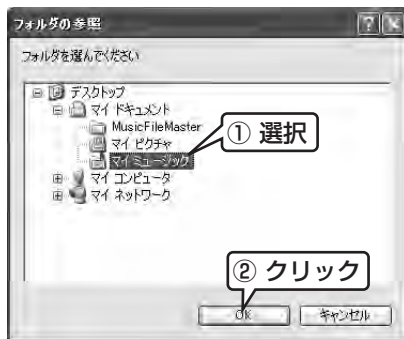 フォルダの参照
フォルダを選んでください
デスクトップ
マイ ドキュメント
MusicFileMaster
マイ ピクチャ
マイ ミュージック
マイ コンピュータ
マイ ネットワーク
① 選択
② クリック
OK
キャンセル